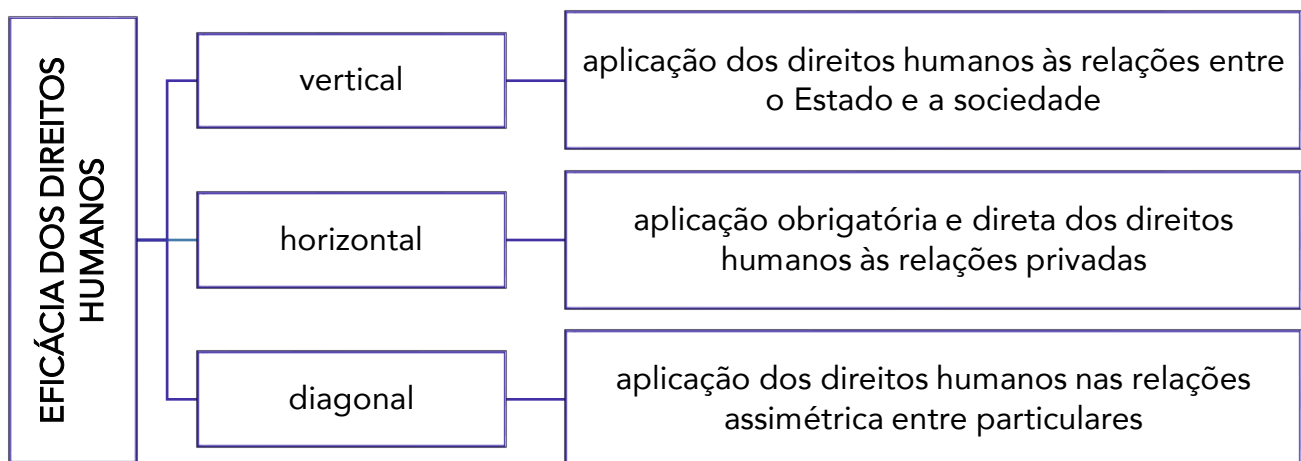 EFICÁCIA DOS DIREITOS
HUMANOS
vertical
aplicação dos direitos humanos às relações entre
o Estado e a sociedade
horizontal
aplicação obrigatória e direta dos direitos
humanos às relações privadas
diagonal
aplicação dos direitos humanos nas relações
assimétrica entre particulares